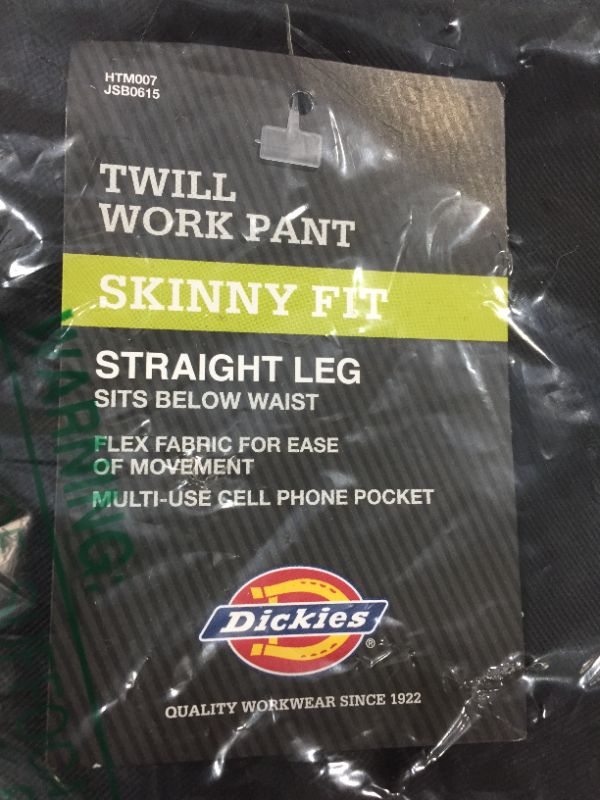 HTM007
JSB0615
TWILL
WORK PANT
SKINNY FIT
STRAIGHT LEG
SITS BELOW WAIST
FLEX FABRIC FOR EASE
OF MOVEMENT
MULTI-USE CELL PHONE POCKET
Dickies®
QUALITY WORKWEAR SINCE 1922
WARNING: